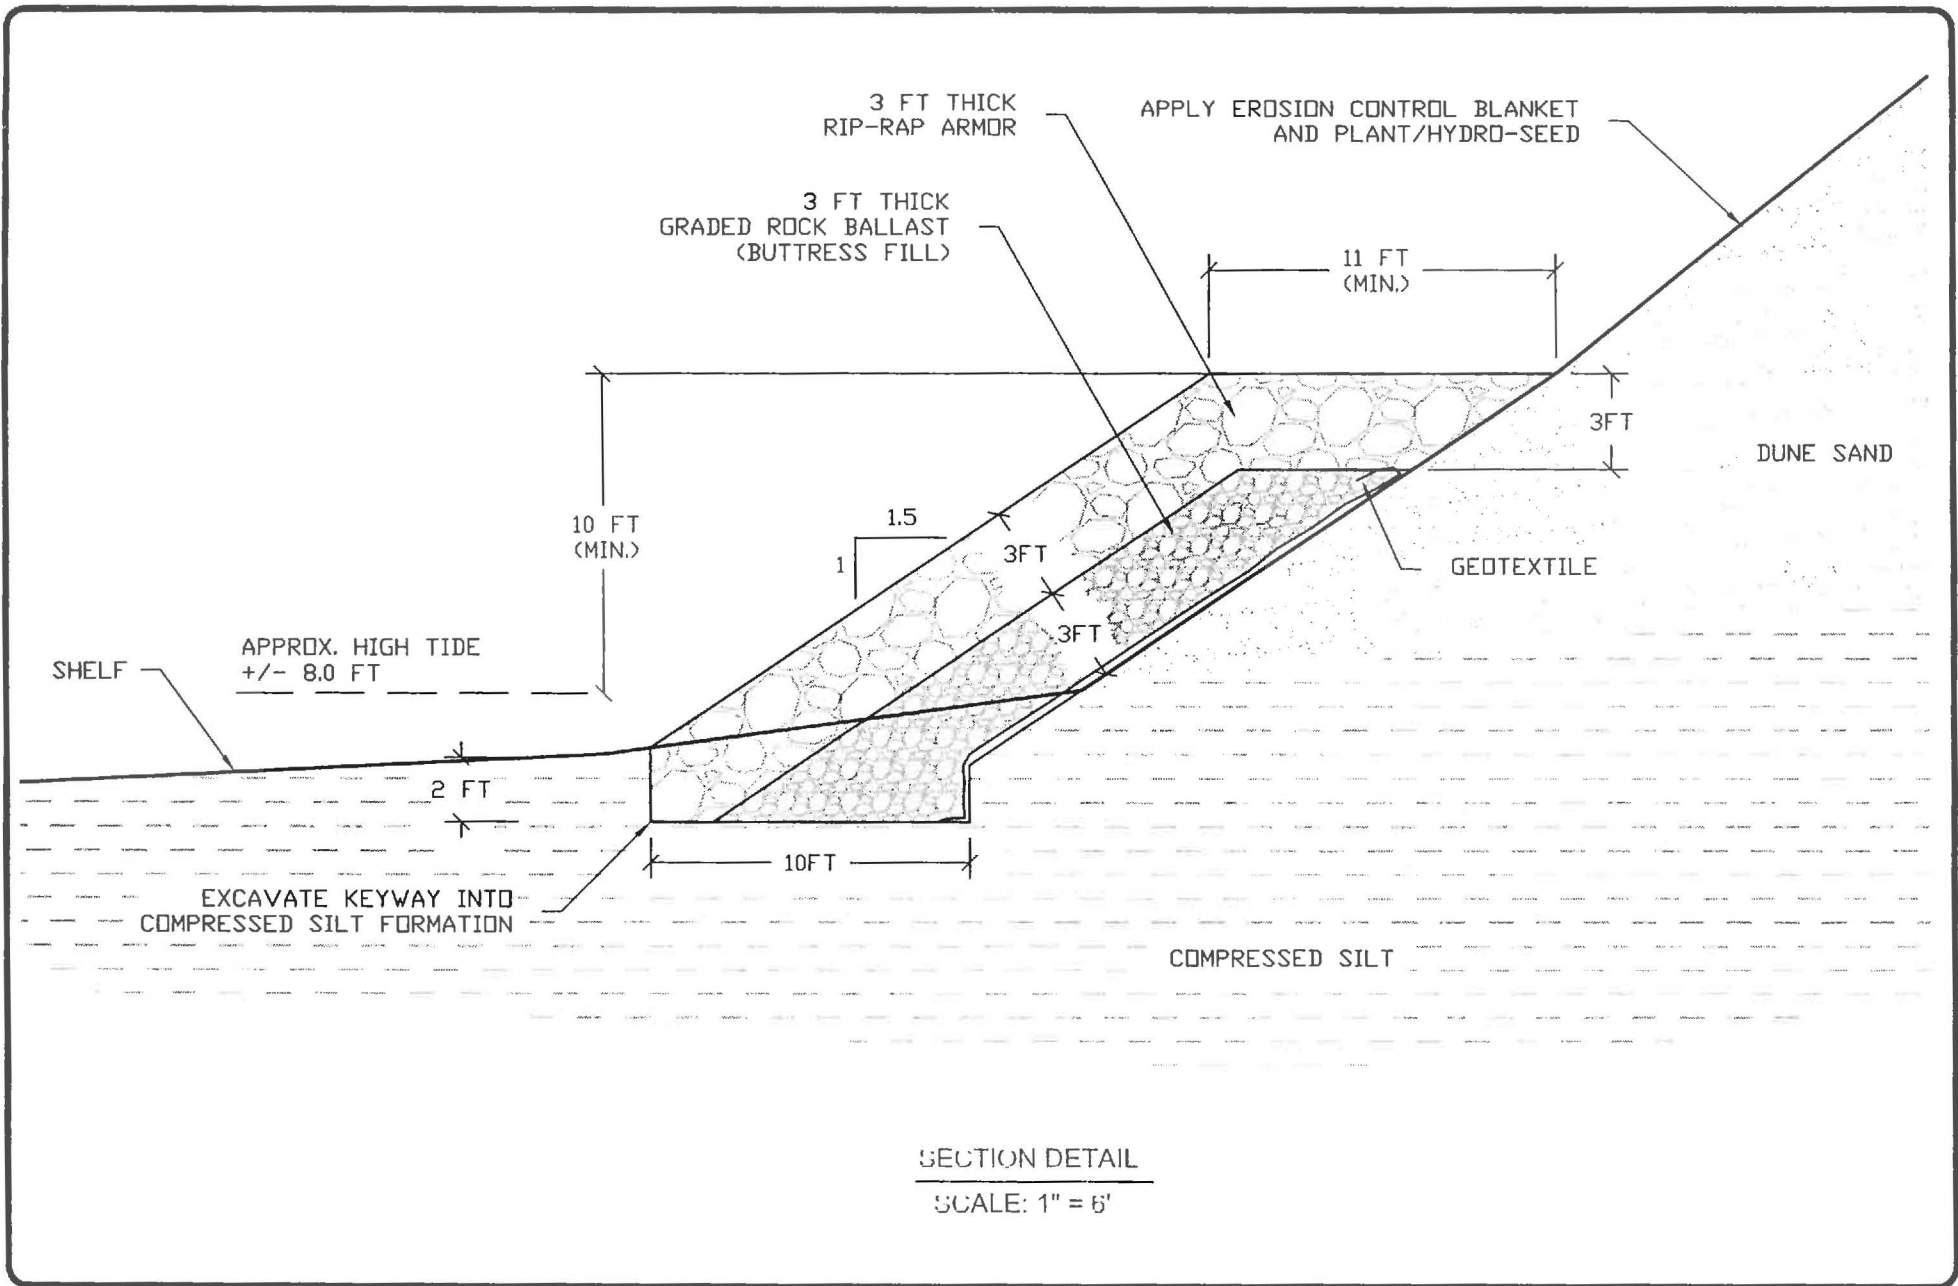 3 FT THICK
RIP-RAP ARMOR
APPLY EROSION CONTROL BLANKET
AND PLANT/HYDRO-SEED
3 FT THICK
GRADED ROCK BALLAST
(BUTTRESS FILL)
11 FT
(MIN.)
3FT
DUNE SAND
10 FT
(MIN.)
1.5
1
3FT
GEOTEXTILE
3FT
APPROX. HIGH TIDE
+/- 8.0 FT
SHELF
2 FT
10FT
EXCAVATE KEYWAY INTO
COMPRESSED SILT FORMATION
COMPRESSED SILT
SECTION DETAIL
SCALE: 1" = 6'